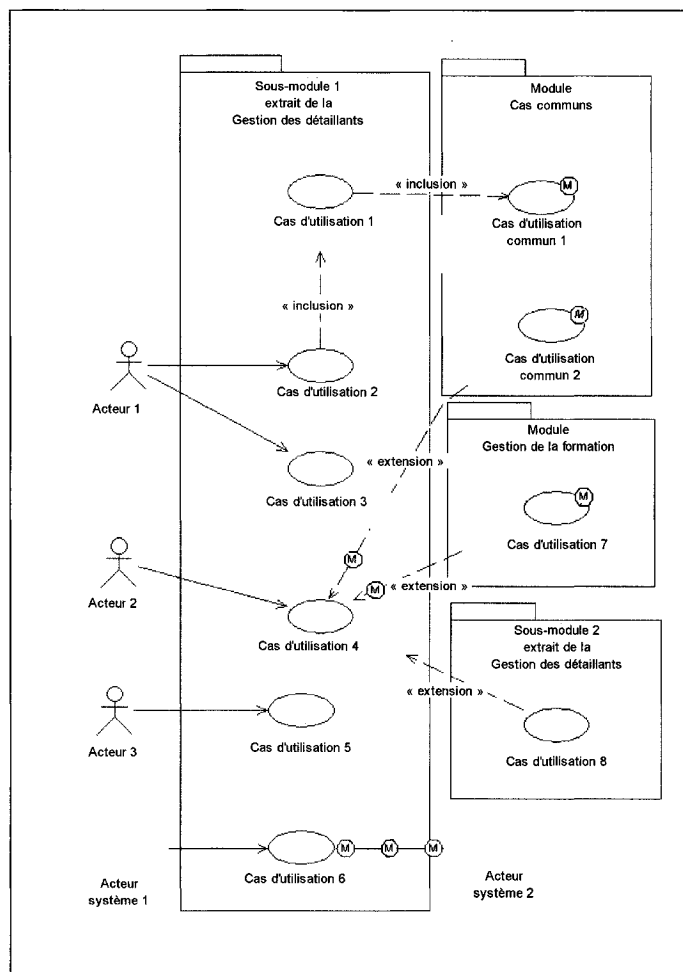 Sous-module 1
extrait de la
Gestion des détaillants
Module
Cas communs
« inclusion »
M
Cas d'utilisation 1
Cas d'utilisation
commun 1
« inclusion »
M
Cas d'utilisation
commun 2
Acteur 1
Cas d'utilisation 2
Module
Gestion de la formation
« extension »
Cas d'utilisation 3
M
Cas d'utilisation 7
M
Acteur 2
M
« extension »
Cas d'utilisation 4
Sous-module 2
extrait de la
Gestion des détaillants
« extension »
Acteur 3
Cas d'utilisation 5
Cas d'utilisation 8
M
M
M
Cas d'utilisation 6
Acteur
système 1
Acteur
système 2